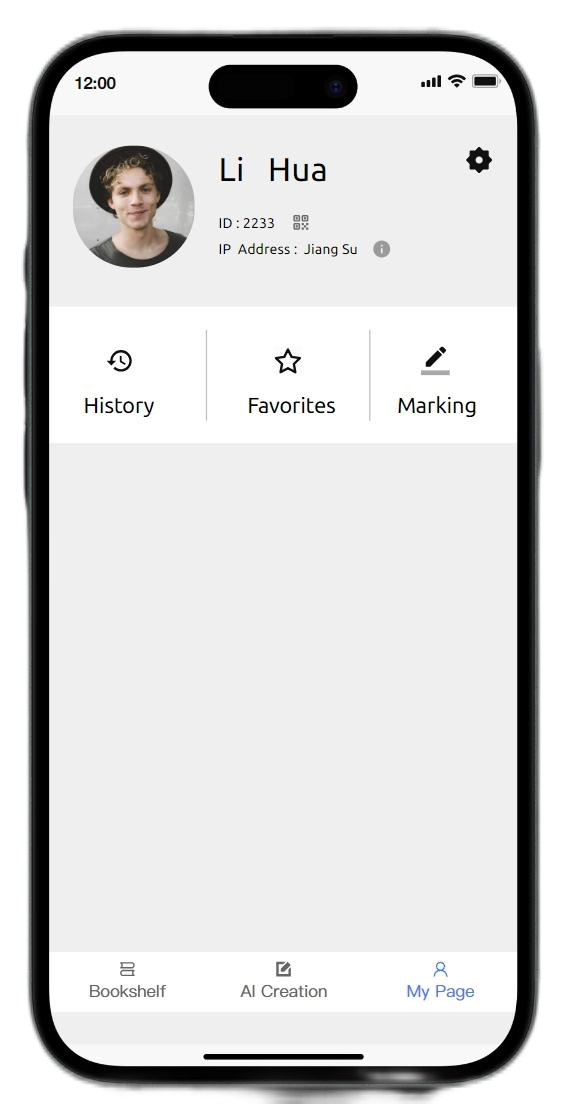 12:00
Li Hua
ID : 2233
IP Address : Jiang Su
History Favorites Marking
Bookshelf AI Creation My Page